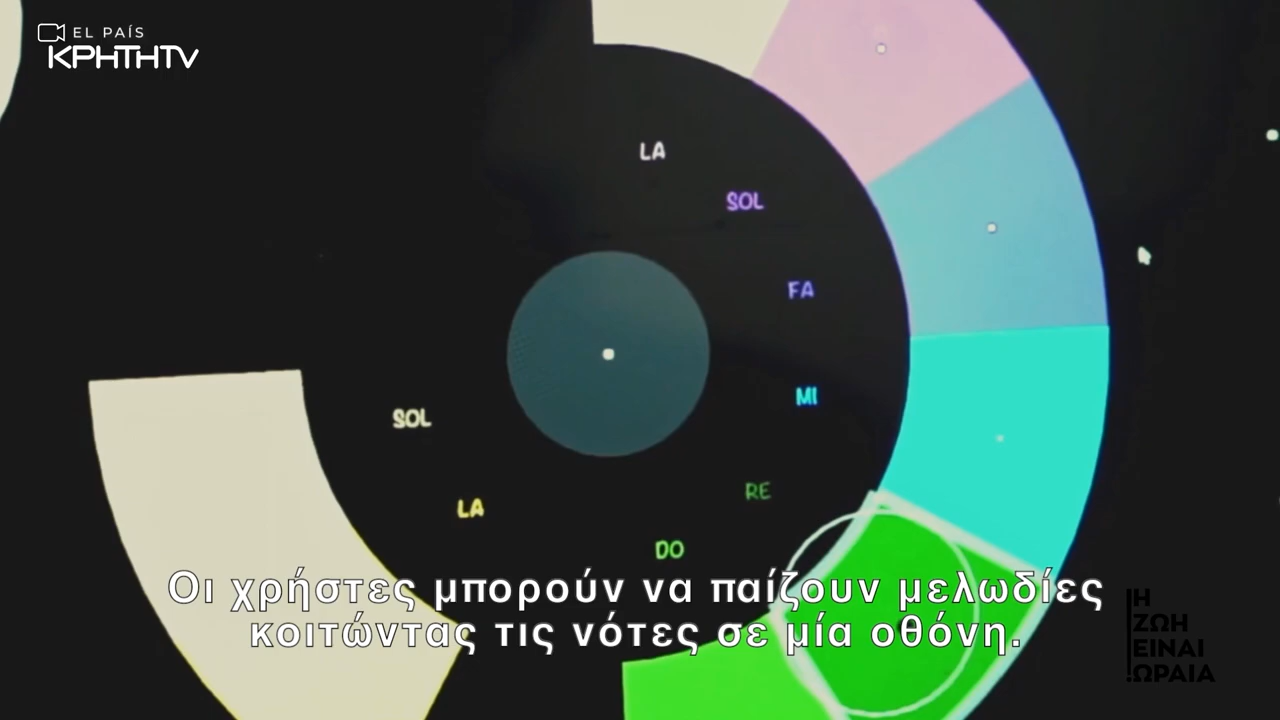 EL PAÍS
ΚΡΗΤΗTV
LA
SOL
FA
MI
RE
DO
LA
SOL
Οι χρήστες μπορούν να παίζουν μελωδίες
κοιτώντας τις νότες σε μία οθόνη.
Η
ΖΩΗ
ΕΙΝΑΙ
ΩΡΑΙΑ